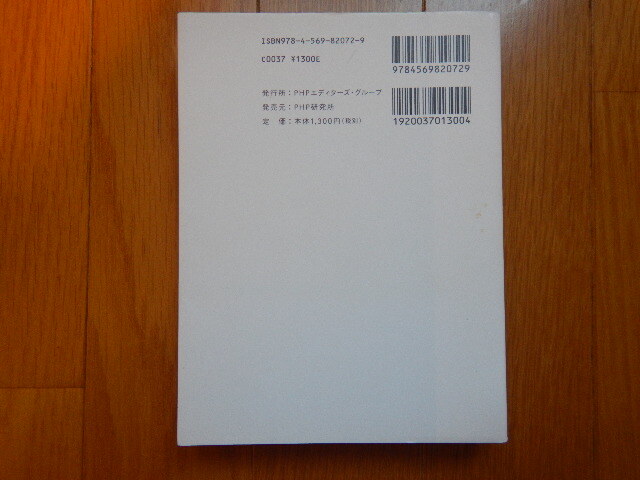 ISBN978-4-569-82072-9
C0037 ¥1300E
9784569820729
発行所：PHPエディターズ・グループ
発売元：PHP研究所
定　価：本体1,300円(税別)
1920037013004